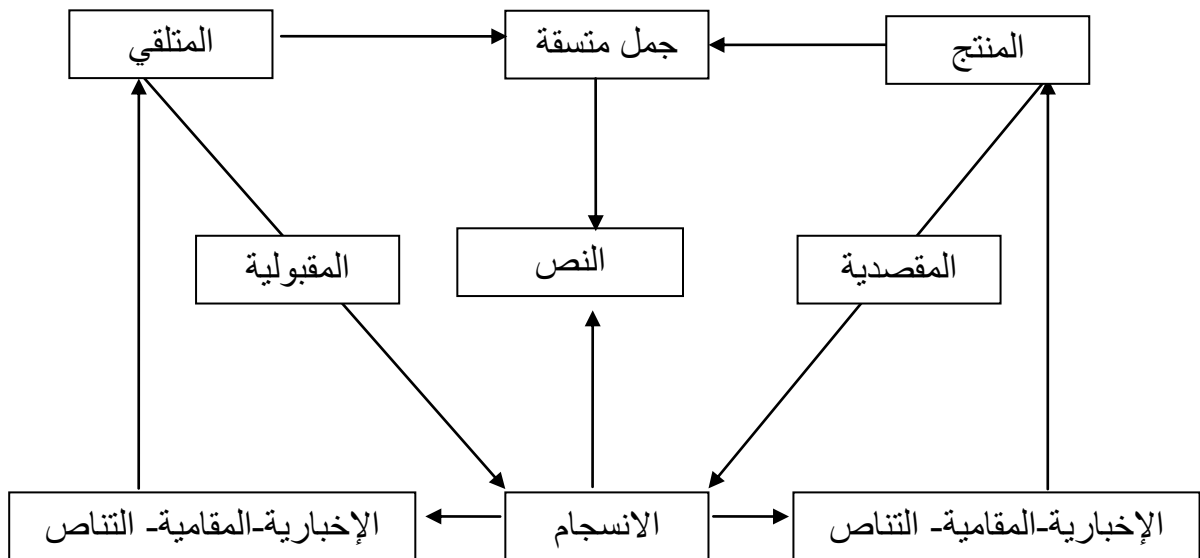 المنتج
جمل متسقة
المتلقي
المقصدية
النص
المقبولية
الإخبارية-المقامية- التناص
الانسجام
الإخبارية-المقامية- التناص